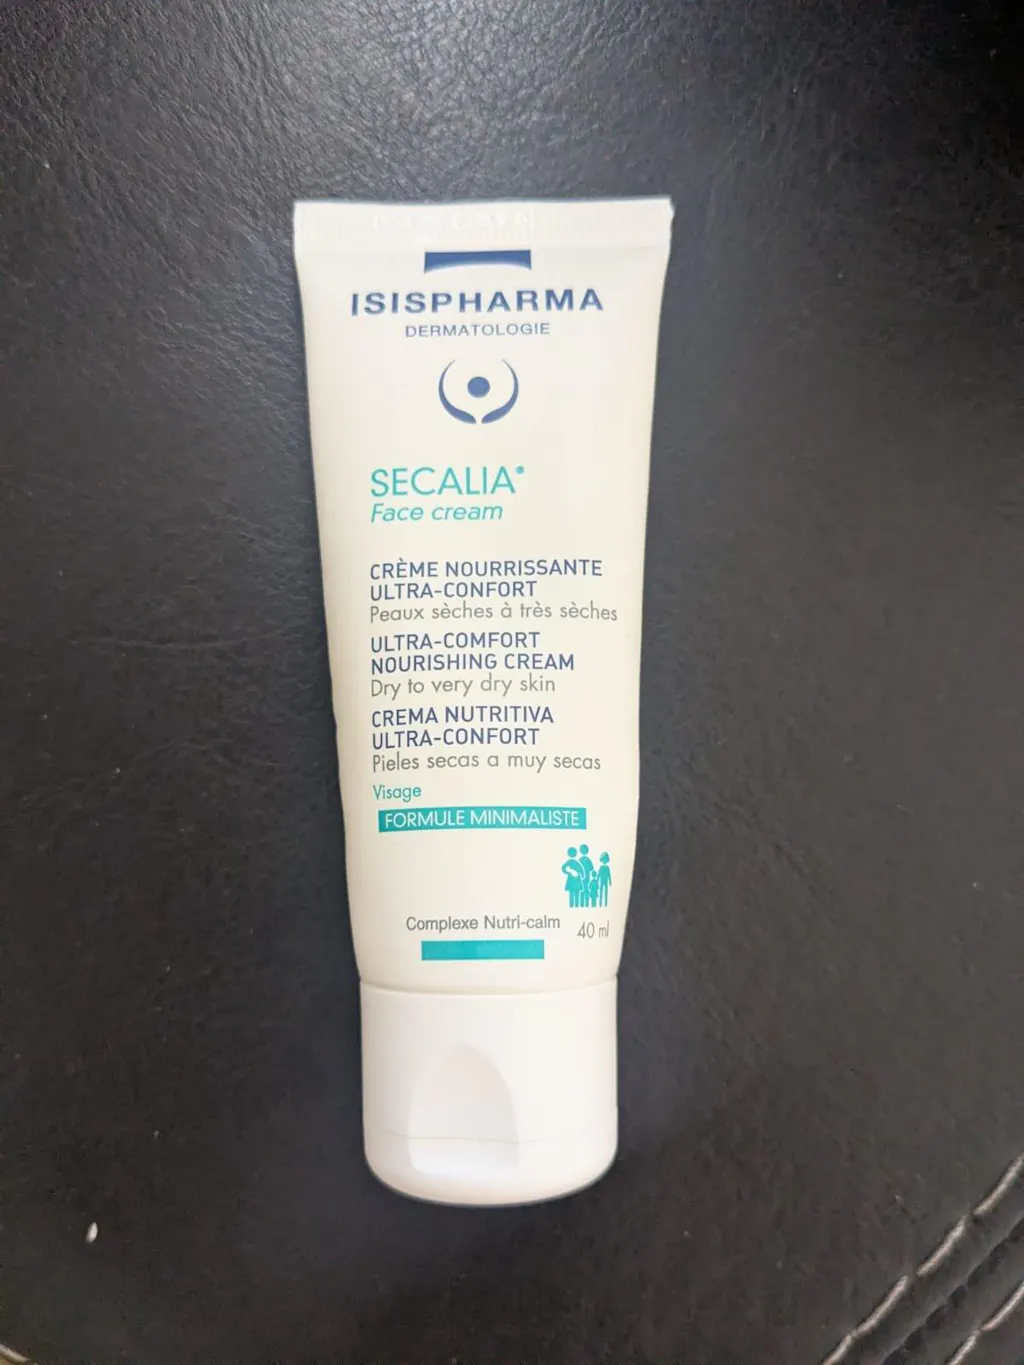 ISISPHARMA
DERMATOLOGIE
SECALIA®
Face cream
CRÈME NOURRISSANTE
ULTRA-CONFORT
Peaux sèches à très sèches
ULTRA-COMFORT
NOURISHING CREAM
Dry to very dry skin
CREMA NUTRITIVA
ULTRA-CONFORT
Pieles secas a muy secas
Visage
FORMULE MINIMALISTE
Complexe Nutri-calm
40 ml